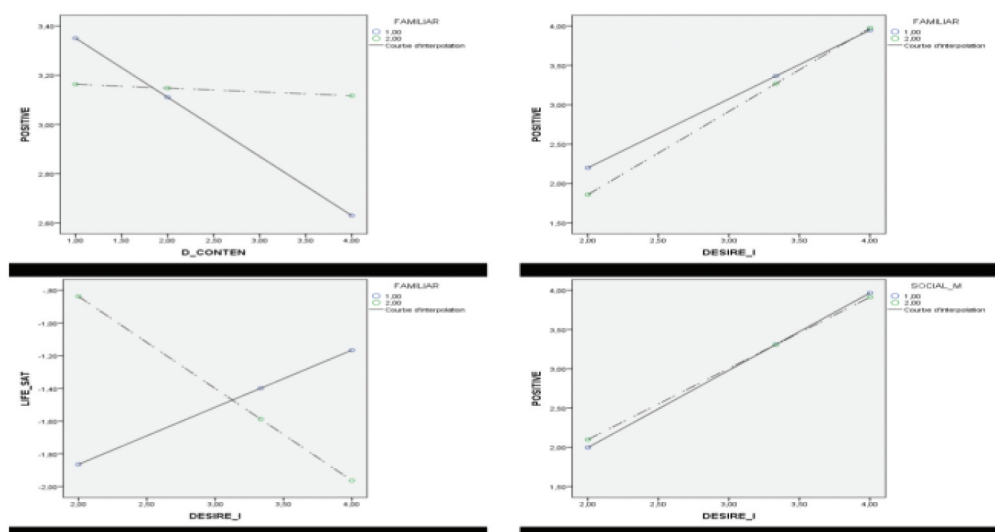 FAMILIAR
1,00
2,00
Courbe d'interpolation
POSITIVE
3,40
3,20
3,00
2,80
2,60
1,00 1,50 2,00 2,50 3,00 3,50 4,00
D_CONTEN
FAMILIAR
1,00
2,00
Courbe d'interpolation
POSITIVE
4,00
3,50
3,00
2,50
2,00
1,50
2,00 2,50 3,00 3,50 4,00
DESIRE_I
FAMILIAR
1,00
2,00
Courbe d'interpolation
LIFE_SAT
-,80
-1,00
-1,20
-1,40
-1,60
-1,80
-2,00
2,00 2,50 3,00 3,50 4,00
DESIRE_I
SOCIAL_M
1,00
2,00
Courbe d'interpolation
POSITIVE
4,00
3,50
3,00
2,50
2,00
1,50
2,00 2,50 3,00 3,50 4,00
DESIRE_I